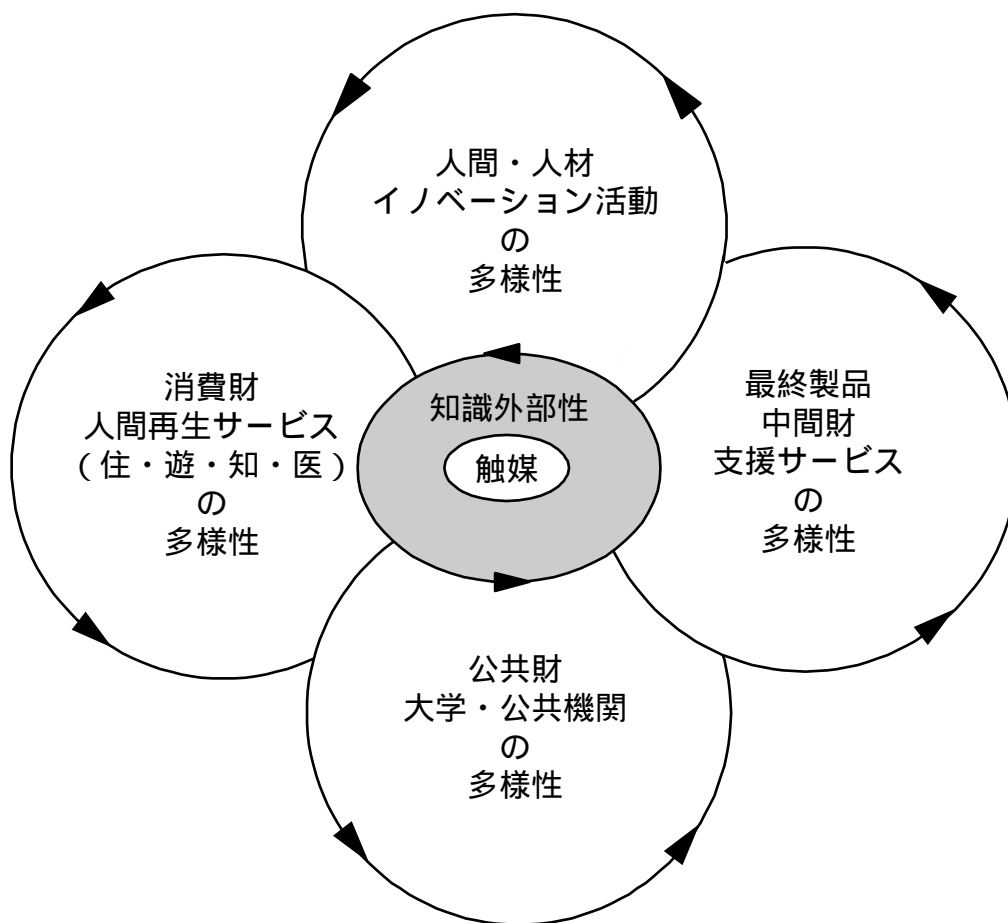 人間・人材
イノベーション活動
の
多様性
消費財
人間再生サービス
(住・遊・知・医)
の
多様性
知識外部性
触媒
最終製品
中間財
支援サービス
の
多様性
公共財
大学・公共機関
の
多様性